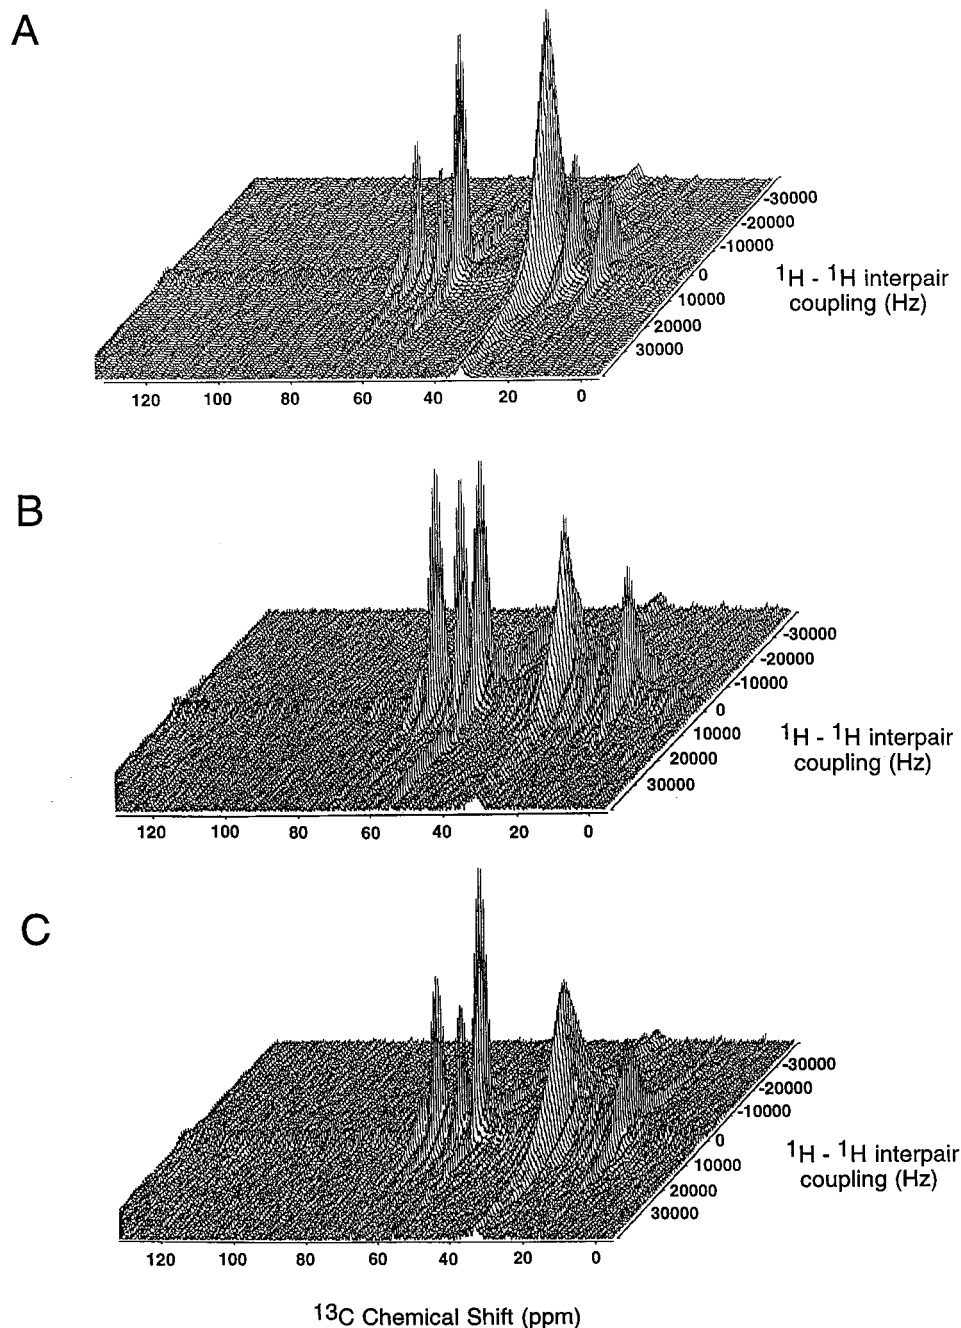 A
-30000
-20000
-10000
0
10000
20000
30000
1H - 1H interpair
coupling (Hz)
120 100 80 60 40 20 0
B
-30000
-20000
-10000
0
10000
20000
30000
1H - 1H interpair
coupling (Hz)
120 100 80 60 40 20 0
C
-30000
-20000
-10000
0
10000
20000
30000
1H - 1H interpair
coupling (Hz)
120 100 80 60 40 20 0
13C Chemical Shift (ppm)